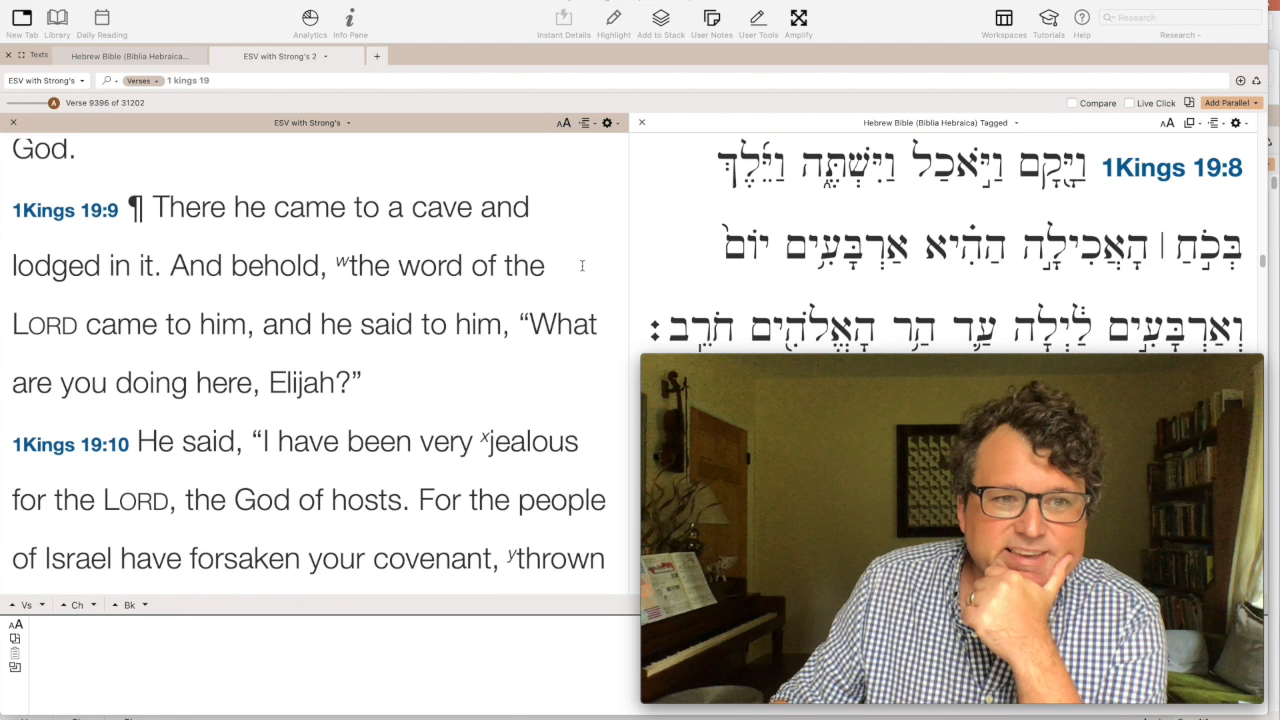 New Tab Library Daily Reading Analytics Info Pane Instant Details Highlight Add to Stack User Notes User Tools Amplify Workspaces Tutorials Help Research
Research
Texts Hebrew Bible (Biblia Hebraica... ESV with Strong's 2
ESV with Strong's Verses 1 kings 19
Verse 9396 of 31202 Compare Live Click Add Parallel
ESV with Strong's
God.
1Kings 19:9 ¶ There he came to a cave and
lodged in it. And behold, wthe word of the
LORD came to him, and he said to him, “What
are you doing here, Elijah?”
1Kings 19:10 He said, “I have been very xjealous
for the LORD, the God of hosts. For the people
of Israel have forsaken your covenant, ythrown
Vs Ch Bk
Hebrew Bible (Biblia Hebraica) Tagged
1Kings 19:8 וַיָּ֖קָם וַיֹּ֣אכַל וַיִּשְׁתֶּ֑ה וַיֵּ֜לֶךְ
בְּכֹ֣חַ׀ הָאֲכִילָ֣ה הַהִ֗יא אַרְבָּעִ֥ים יוֹם֙
וְאַרְבָּעִ֣ים לַ֔יְלָה עַ֛ד הַ֥ר הָאֱלֹהִ֖ים חֹרֵֽב׃